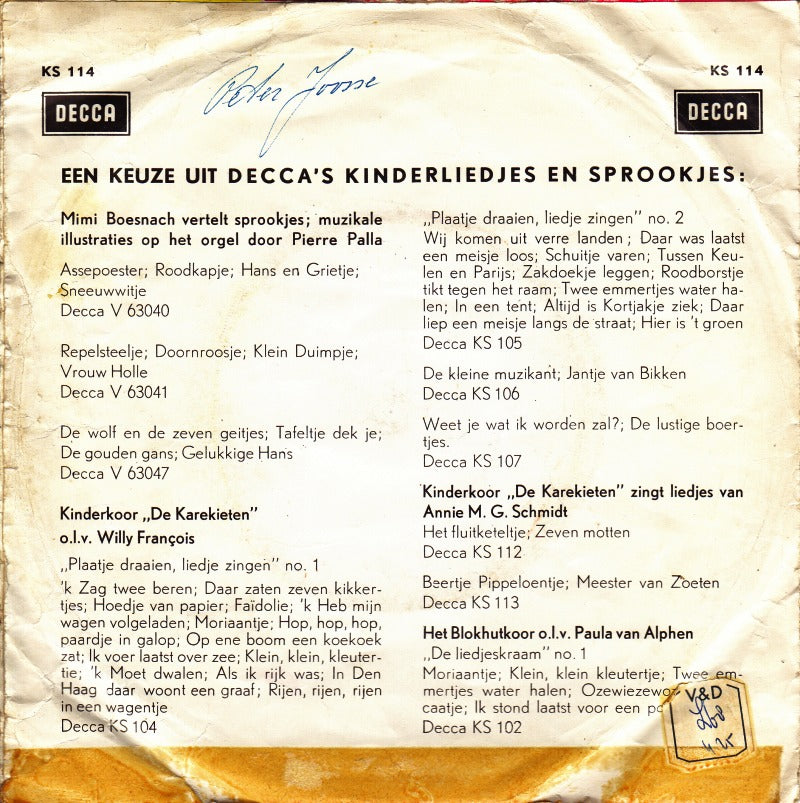 KS 114
KS 114
DECCA
DECCA
Peter Joosse
EEN KEUZE UIT DECCA'S KINDERLIEDJES EN SPROOKJES:
Mimi Boesnach vertelt sprookjes; muzikale
illustraties op het orgel door Pierre Palla
Assepoester; Roodkapje; Hans en Grietje;
Sneeuwwitje
Decca V 63040
Repelsteelje; Doornroosje; Klein Duimpje;
Vrouw Holle
Decca V 63041
De wolf en de zeven geitjes; Tafeltje dek je;
De gouden gans; Gelukkige Hans
Decca V 63047
Kinderkoor „De Karekieten”
o.l.v. Willy François
„Plaatje draaien, liedje zingen” no. 1
'k Zag twee beren; Daar zaten zeven kikker-
tjes; Hoedje van papier; Faïdolie; 'k Heb mijn
wagen volgeladen; Moriaantje; Hop, hop, hop,
paardje in galop; Op ene boom een koekoek
zat; Ik voer laatst over zee; Klein, klein, kleuter-
tie; 'k Moet dwalen; Als ik rijk was; In Den
Haag daar woont een graaf; Rijen, rijen, rijen
in een wagentje
Decca KS 104
„Plaatje draaien, liedje zingen” no. 2
Wij komen uit verre landen; Daar was laatst
een meisje loos; Schuitje varen; Tussen Keu-
len en Parijs; Zakdoekje leggen; Roodborstje
tikt tegen het raam; Twee emmertjes water ha-
len; In een tent; Altijd is Kortjakje ziek; Daar
liep een meisje langs de straat; Hier is 't groen
Decca KS 105
De kleine muzikant; Jantje van Bikken
Decca KS 106
Weet je wat ik worden zal?; De lustige boer-
tjes.
Decca KS 107
Kinderkoor „De Karekieten” zingt liedjes van
Annie M. G. Schmidt
Het fluitketeltje; Zeven motten
Decca KS 112
Beertje Pippeloentje; Meester van Zoeten
Decca KS 113
Het Blokhutkoor o.l.v. Paula van Alphen
„De liedjeskraam” no. 1
Moriaantje; Klein, klein kleutertje; Twee em-
mertjes water halen; Ozewiezewo
caatje; Ik stond laatst voor een po
Decca KS 102
V&D